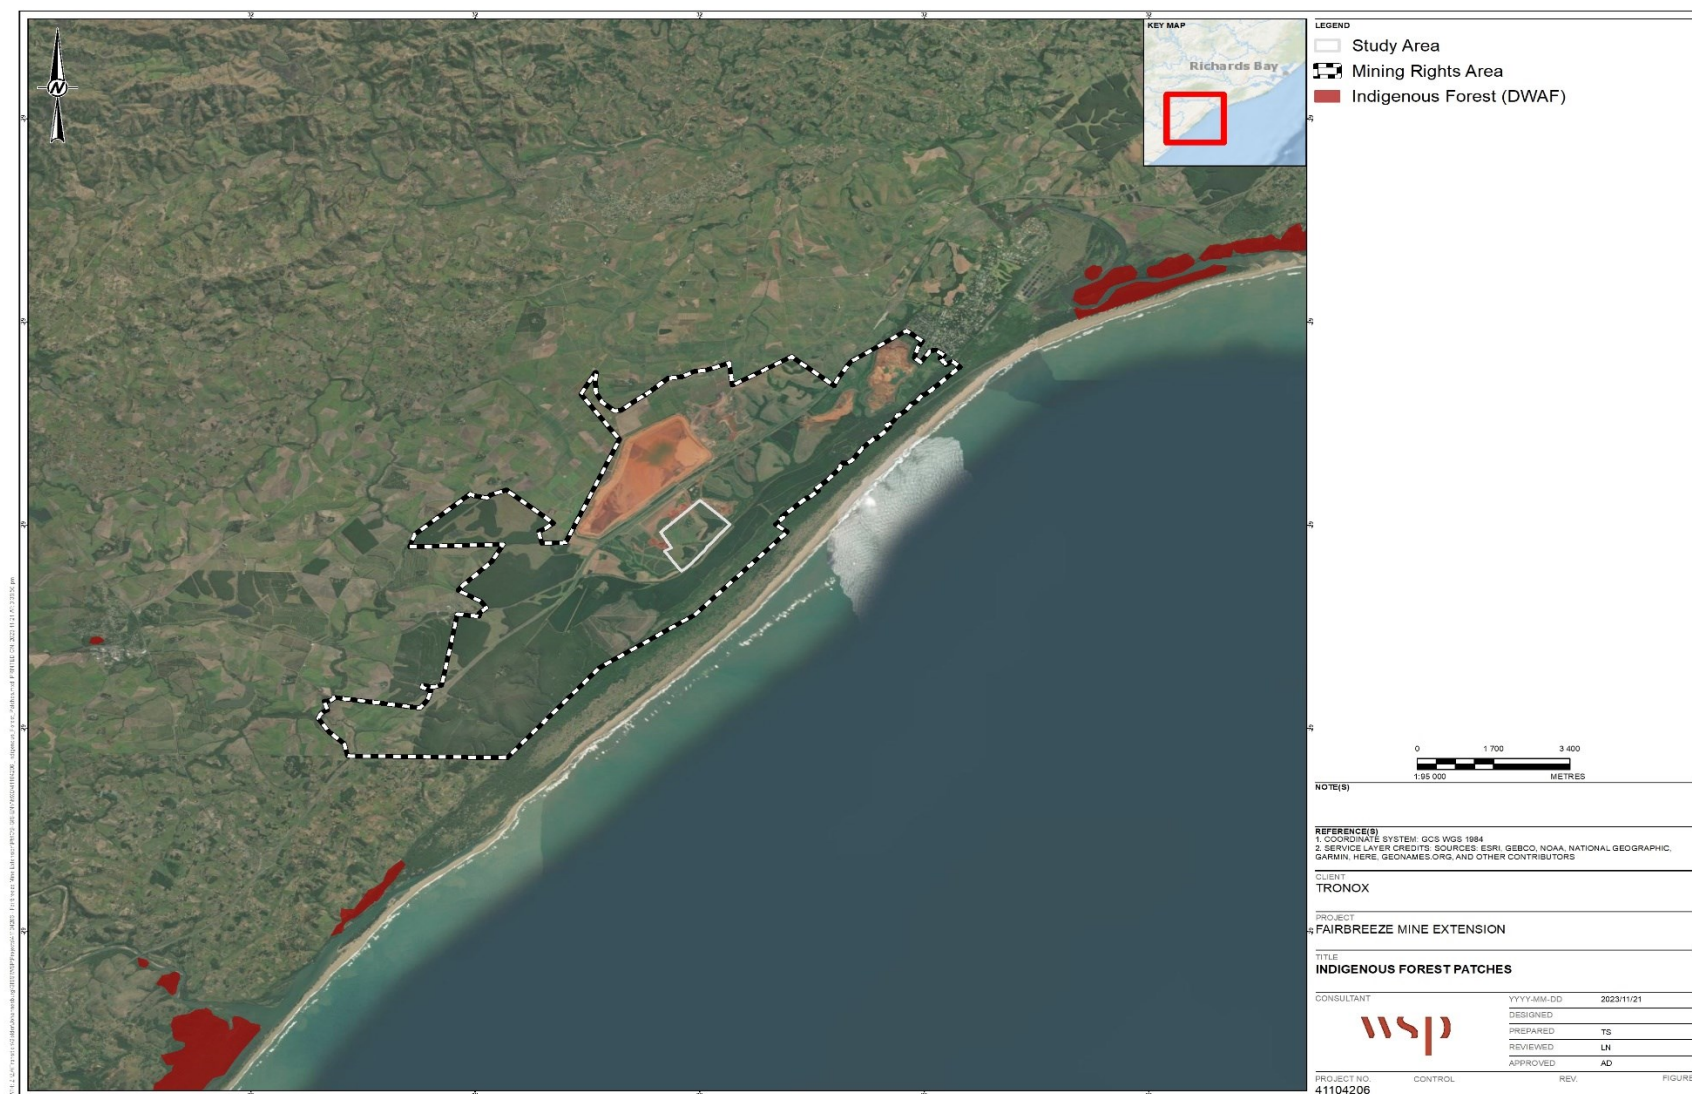 KEY MAP
Richards Bay
N
LEGEND
Study Area
Mining Rights Area
Indigenous Forest (DWAF)
0 1 700 3 400
1:95 000 METRES
NOTE(S)
REFERENCE(S)
1. COORDINATE SYSTEM: GCS WGS 1984
2. SERVICE LAYER CREDITS: SOURCES: ESRI, GEBCO, NOAA, NATIONAL GEOGRAPHIC,
GARMIN, HERE, GEONAMES.ORG, AND OTHER CONTRIBUTORS
CLIENT
TRONOX
PROJECT
FAIRBREEZE MINE EXTENSION
TITLE
INDIGENOUS FOREST PATCHES
CONSULTANT
wsp
YYYY-MM-DD 2023/11/21
DESIGNED
PREPARED TS
REVIEWED LN
APPROVED AD
PROJECT NO. CONTROL REV. FIGURE
41104206